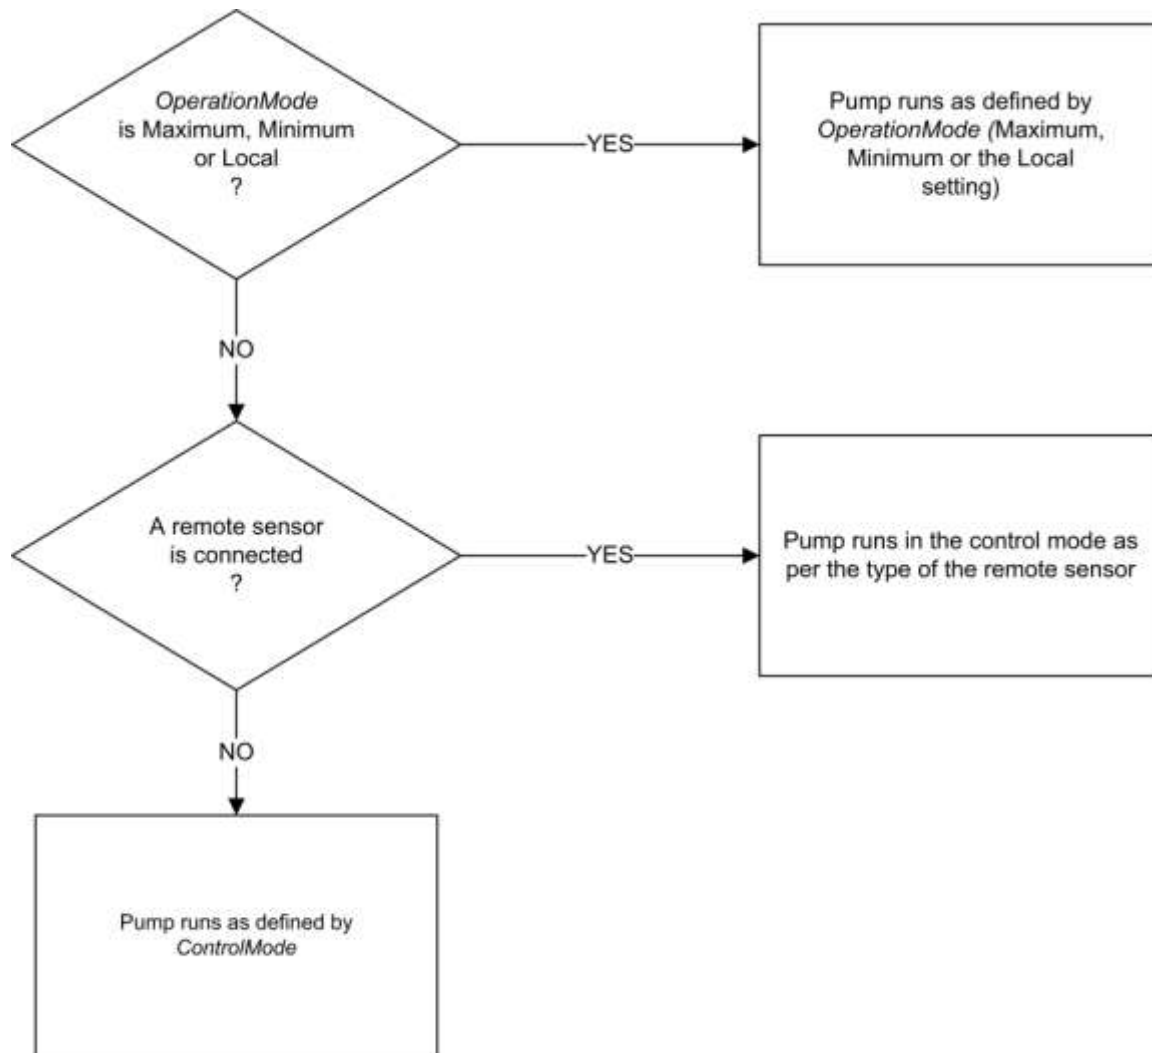 OperationMode
is Maximum, Minimum
or Local
?
YES
Pump runs as defined by
OperationMode (Maximum,
Minimum or the Local
setting)
NO
A remote sensor
is connected
?
YES
Pump runs in the control mode as
per the type of the remote sensor
NO
Pump runs as defined by
ControlMode